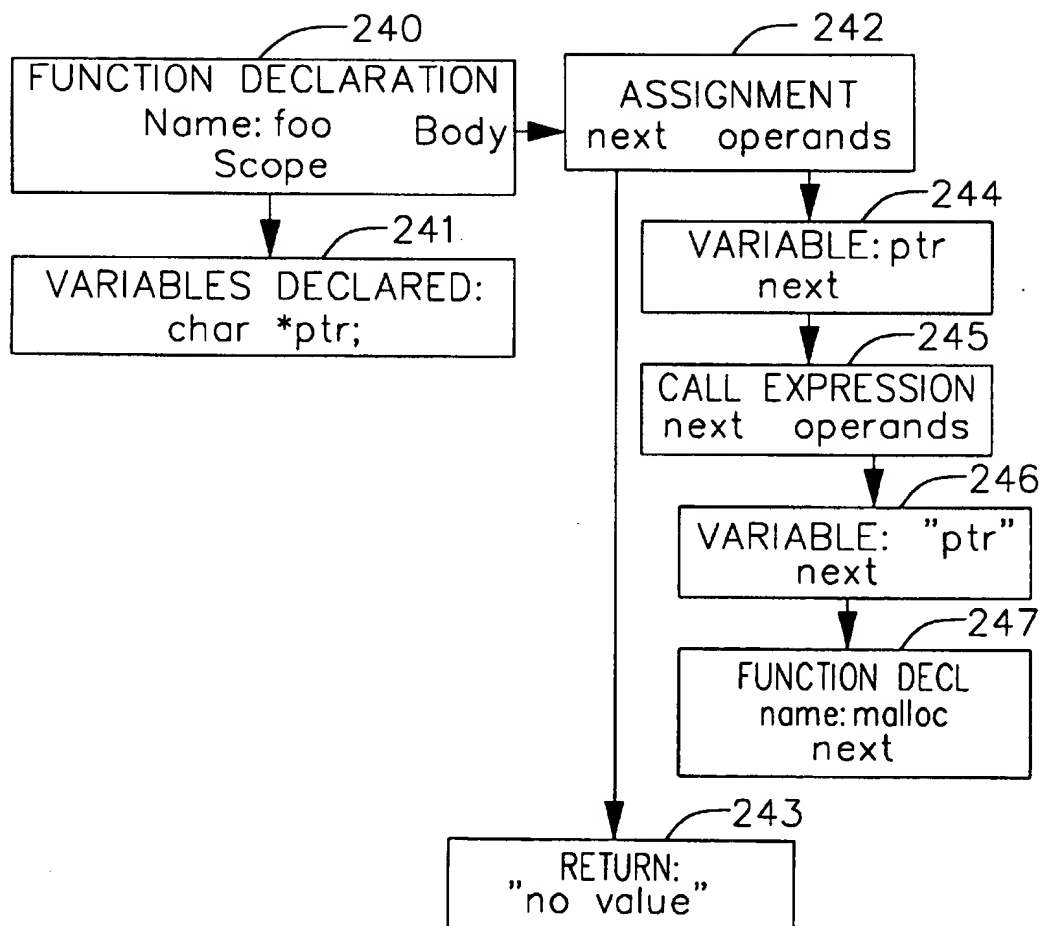 240
FUNCTION DECLARATION
Name: foo Body
Scope
241
VARIABLES DECLARED:
char *ptr;
242
ASSIGNMENT
next operands
244
VARIABLE: ptr
next
245
CALL EXPRESSION
next operands
246
VARIABLE: "ptr"
next
247
FUNCTION DECL
name: malloc
next
243
RETURN:
"no value"